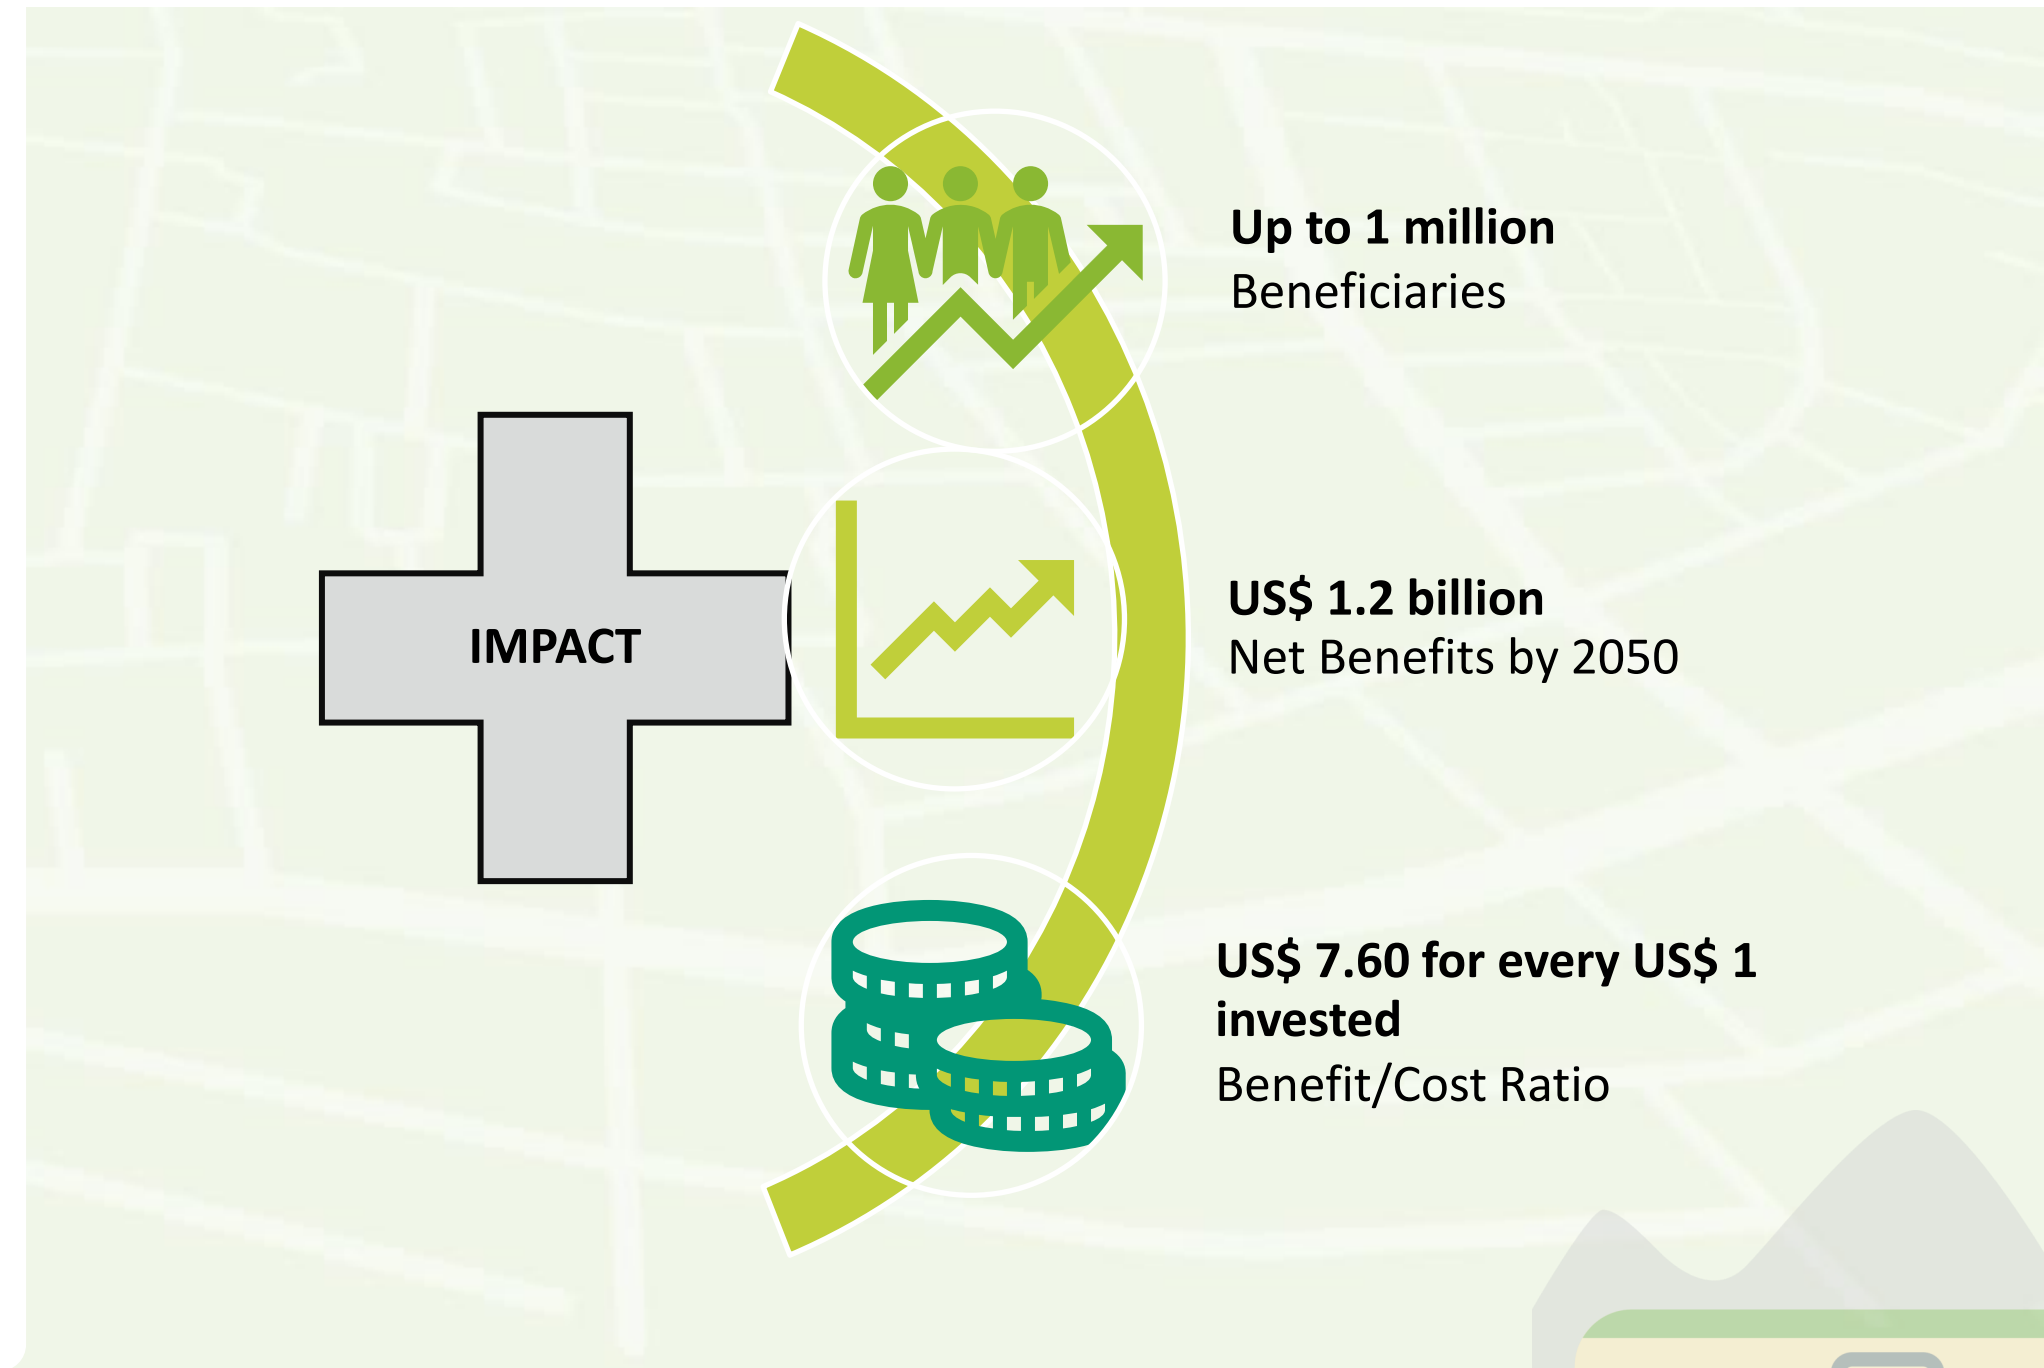 Up to 1 million
Beneficiaries
IMPACT
US$ 1.2 billion
Net Benefits by 2050
US$ 7.60 for every US$ 1
invested
Benefit/Cost Ratio